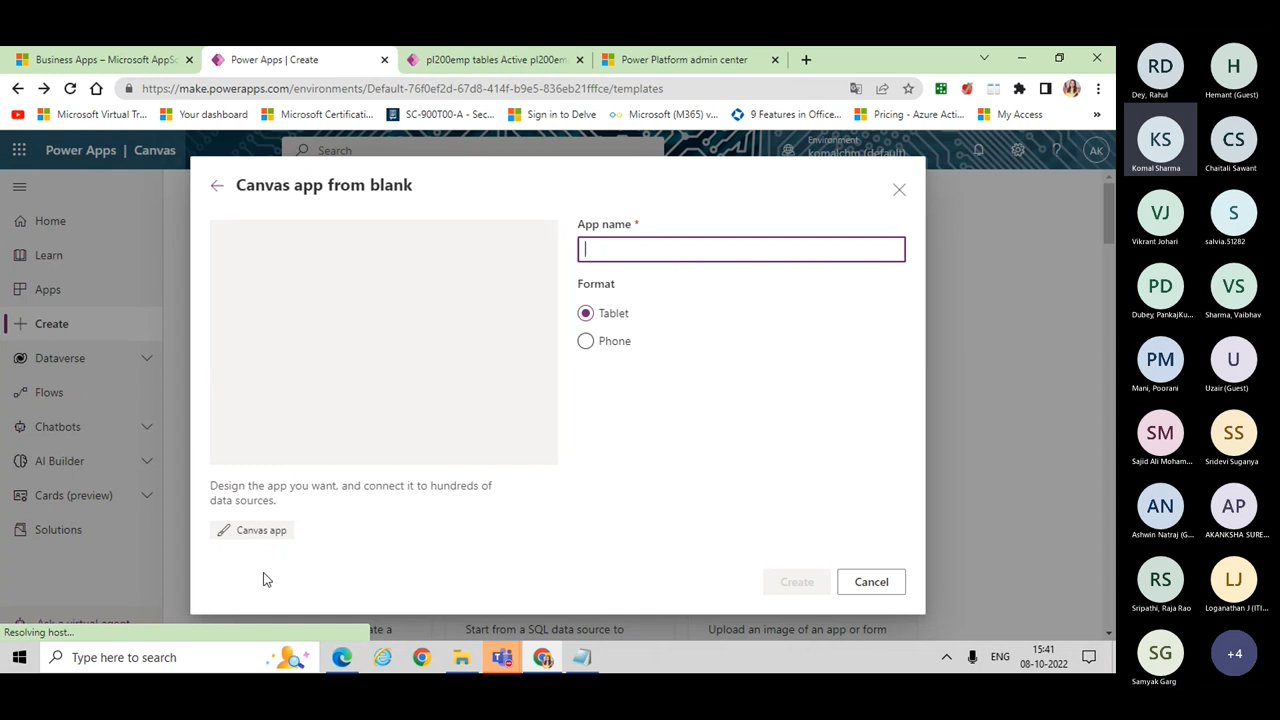 Business Apps – Microsoft AppSc
Power Apps | Create
pl200emp tables Active pl200em
Power Platform admin center
https://make.powerapps.com/environments/default-76f0ef2d-67d8-414f-b9e5-836eb21fffce/templates
Microsoft Virtual Tr...
Your dashboard
Microsoft Certificati...
SC-900T00-A - Sec...
Sign in to Delve
Microsoft (M365) v...
9 Features in Office...
Pricing - Azure Acti...
My Access
»
Power Apps | Canvas
Search
Environment
komalchm (default)
AK
Home
Learn
Apps
Create
Dataverse
Flows
Chatbots
AI Builder
Cards (preview)
Solutions
Ask a virtual agent
Canvas app from blank
App name *
Format
Tablet
Phone
Design the app you want, and connect it to hundreds of
data sources.
Canvas app
Create
Cancel
Start from a SQL data source to
Upload an image of an app or form
Resolving host...
Type here to search
ENG
15:41
08-10-2022
RD
Dey, Rahul
H
Hemant (Guest)
KS
Komal Sharma
CS
Chaitali Sawant
VJ
Vikrant Johari
S
salvia.51282
PD
Dubey, PankajKu...
VS
Sharma, Vaibhav
PM
Mani, Poorani
U
Uzair (Guest)
SM
Sajid Ali Moham...
SS
Sridevi Suganya
AN
Ashwin Natraj (G...
AP
AKANKSHA SURE...
RS
Sripathi, Raja Rao
LJ
Loganathan J (ITI...
SG
Samyak Garg
+4